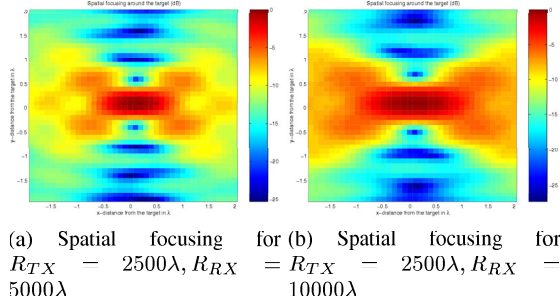 Spatial focusing around the target (dB)
2
1.5
1
0.5
0
-0.5
-1
-1.5
-1.5 -1 -0.5 0 0.5 1 1.5 2
x-distance from the target in λ
y-distance from the target in λ
0
-5
-10
-15
-20
-25
Spatial focusing around the target (dB)
2
1.5
1
0.5
0
-0.5
-1
-1.5
-1.5 -1 -0.5 0 0.5 1 1.5 2
x-distance from the target in λ
y-distance from the target in λ
0
-5
-10
-15
-20
-25
(a) Spatial focusing for
R_{TX} = 2500λ, R_{RX} =
5000λ
(b) Spatial focusing for
R_{TX} = 2500λ, R_{RX} =
10000λ